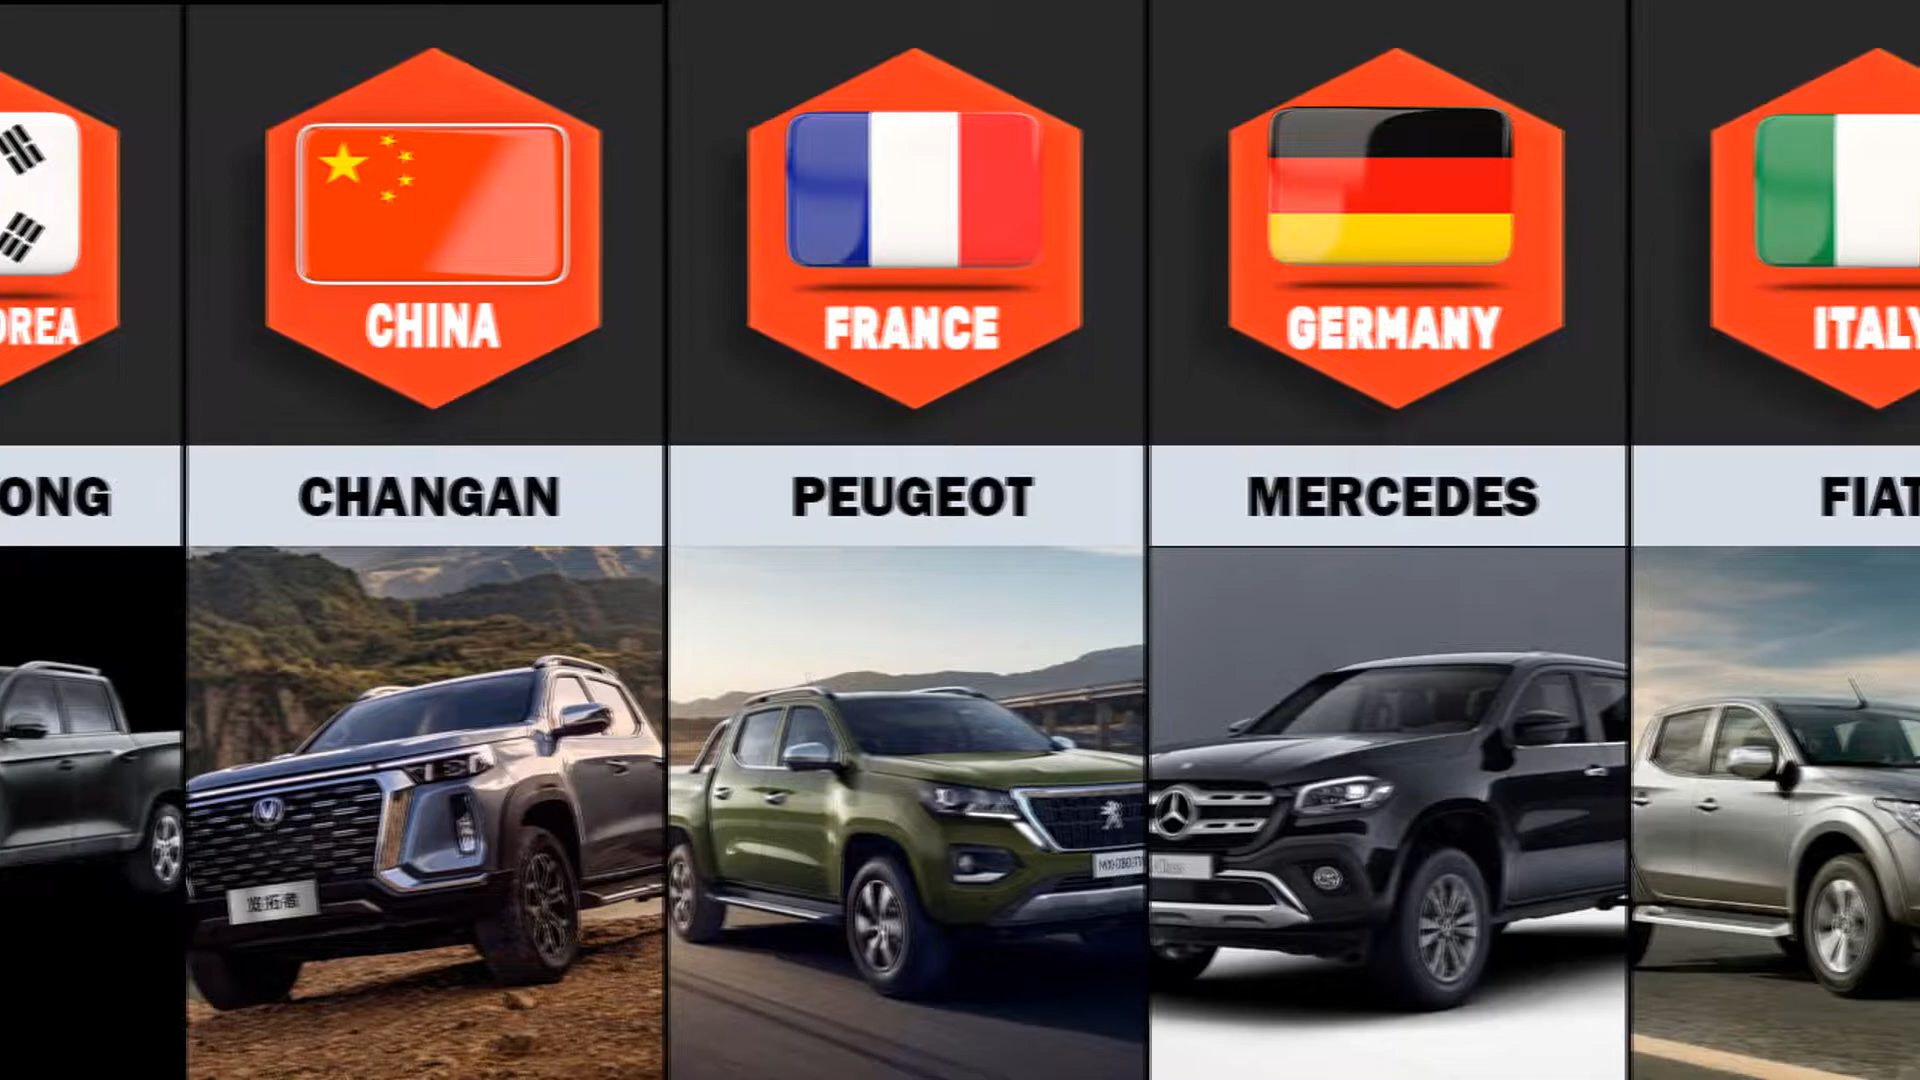 OREA
CHINA
FRANCE
GERMANY
ITALY
ONG
CHANGAN
PEUGEOT
MERCEDES
FIAT